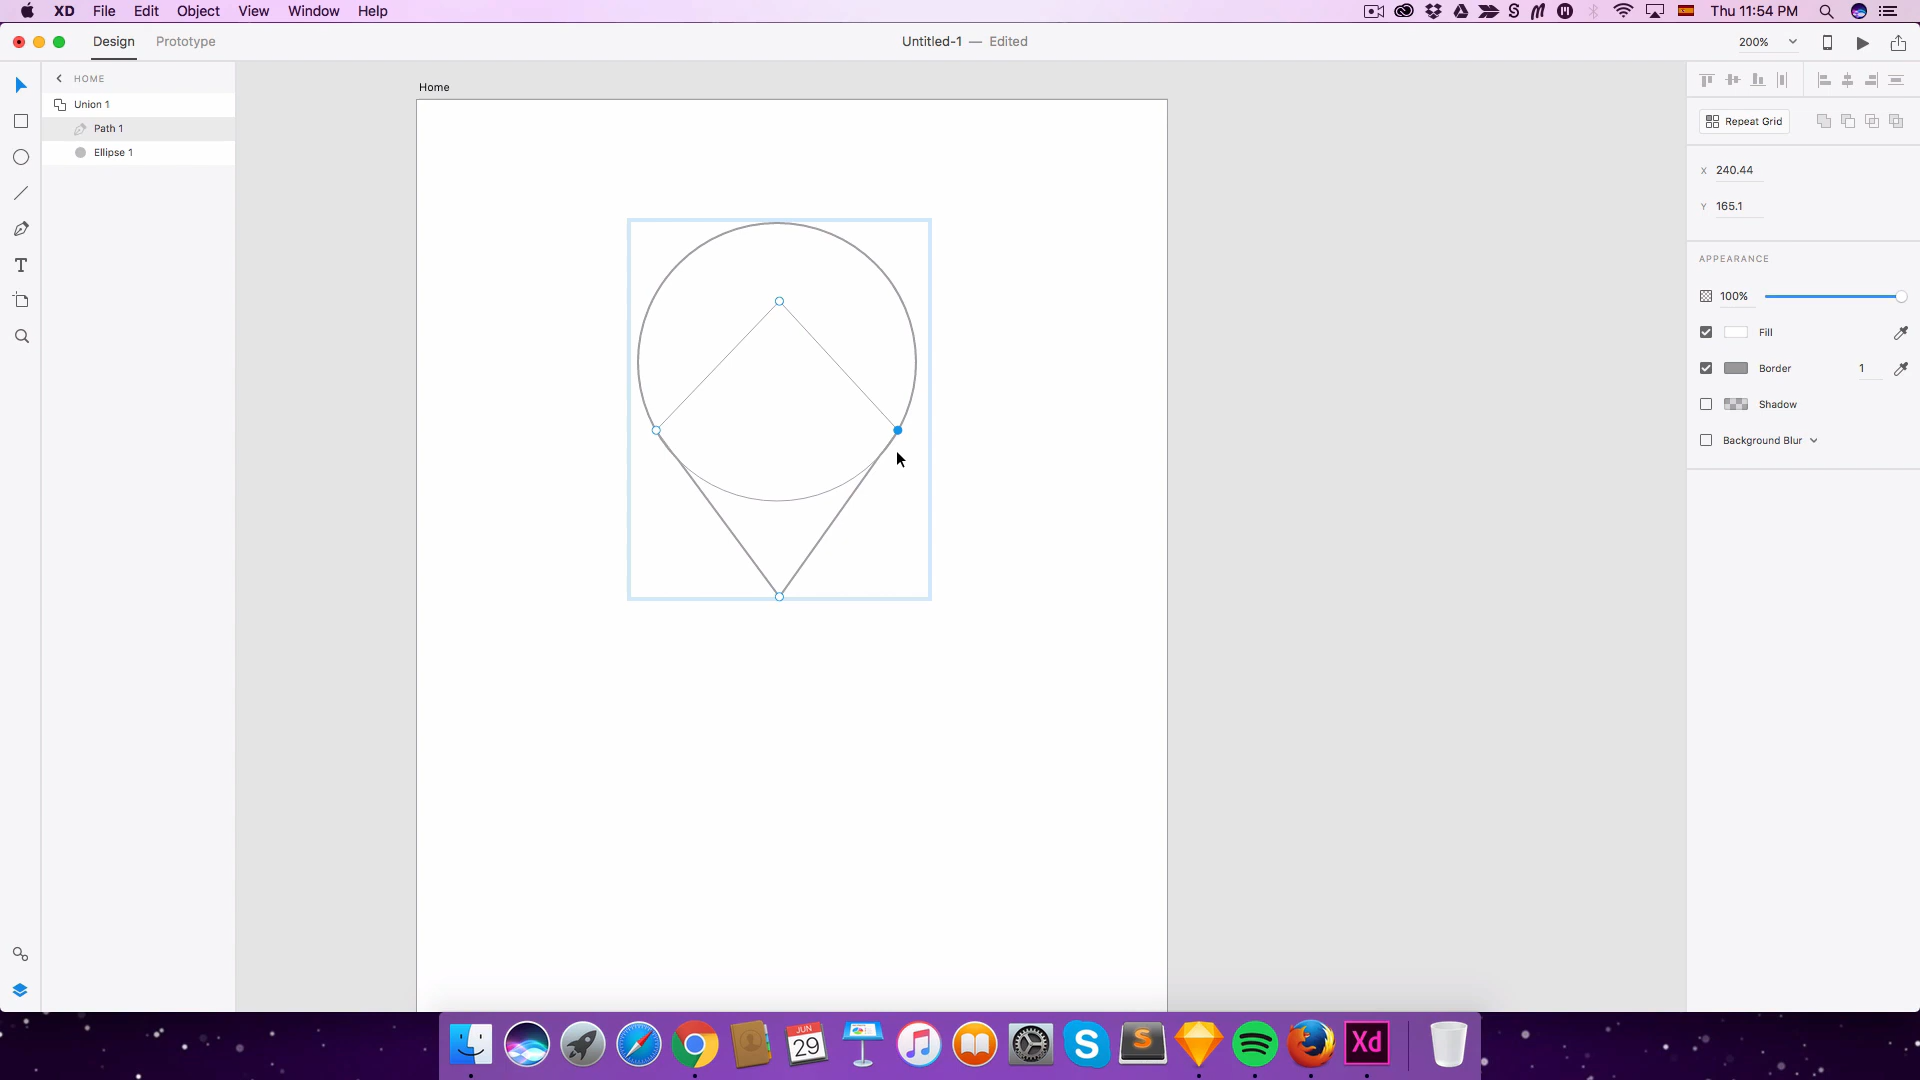 XD File Edit Object View Window Help
Thu 11:54 PM
Design Prototype
Untitled-1 — Edited
200%
HOME
Union 1
Path 1
Ellipse 1
Home
Repeat Grid
X 240.44
Y 165.1
APPEARANCE
100%
Fill
Border 1
Shadow
Background Blur
JUN
29
S
S
Xd